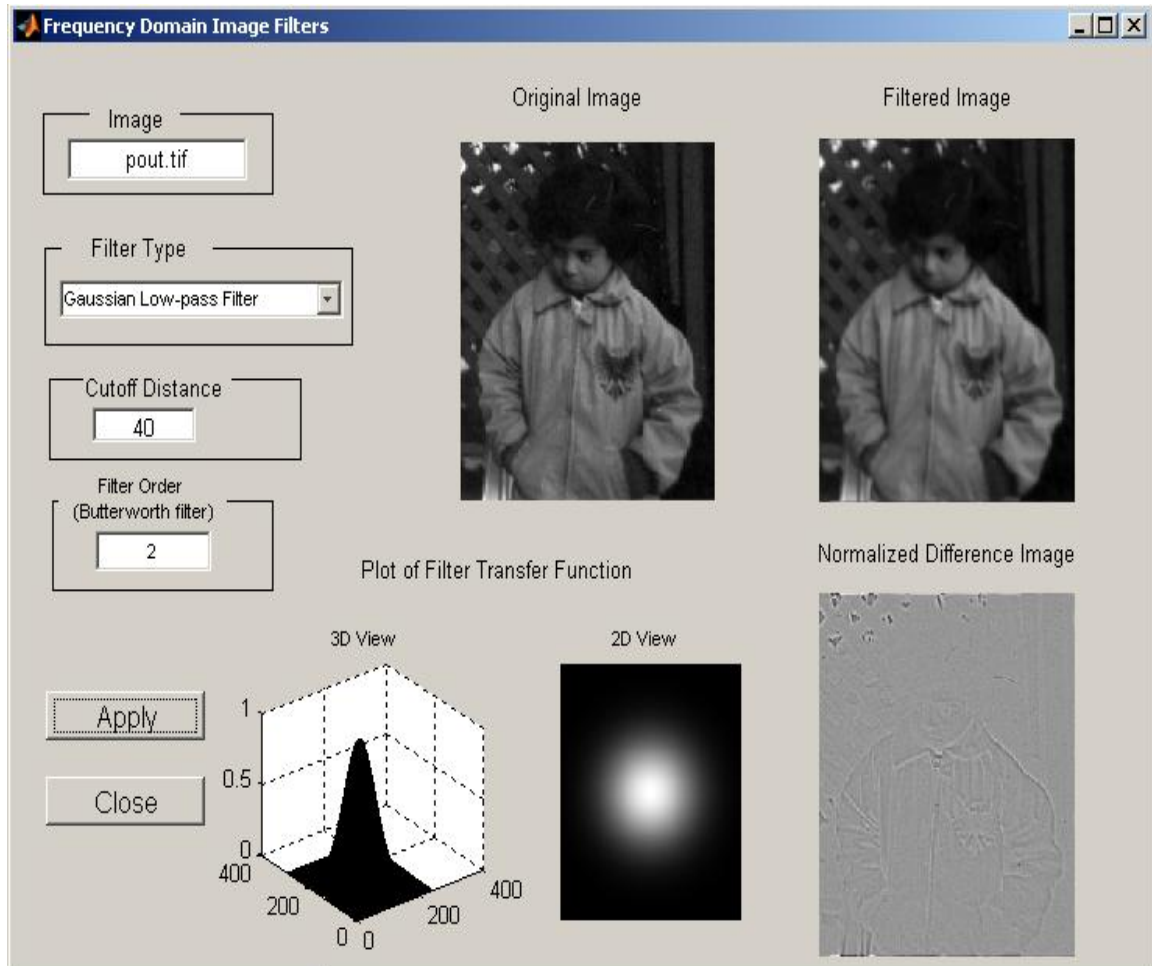 Frequency Domain Image Filters
Image
pout.tif
Filter Type
Gaussian Low-pass Filter
Cutoff Distance
40
Filter Order
(Butterworth filter)
2
Apply
Close
Original Image
Filtered Image
Plot of Filter Transfer Function
3D View
1
0.5
0
400
200
0
0
200
400
2D View
Normalized Difference Image